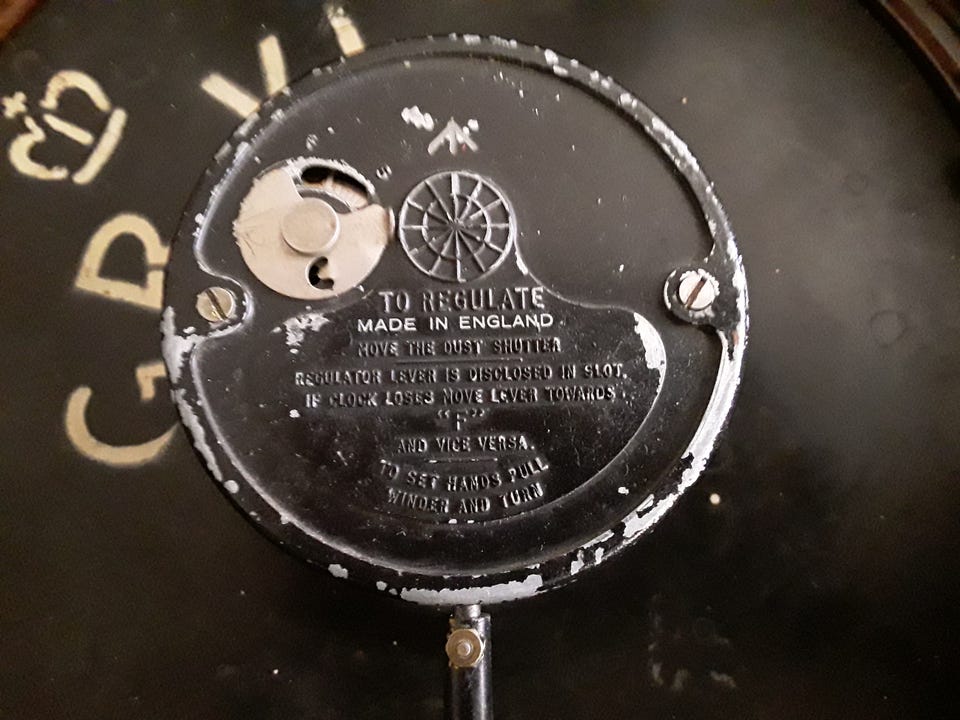 G R VI
TO REGULATE
MADE IN ENGLAND
MOVE THE DUST SHUTTER
REGULATOR LEVER IS DISCLOSED IN SLOT.
IF CLOCK LOSES MOVE LEVER TOWARDS
"F"
AND VICE VERSA.
TO SET HANDS PULL
WINDER AND TURN